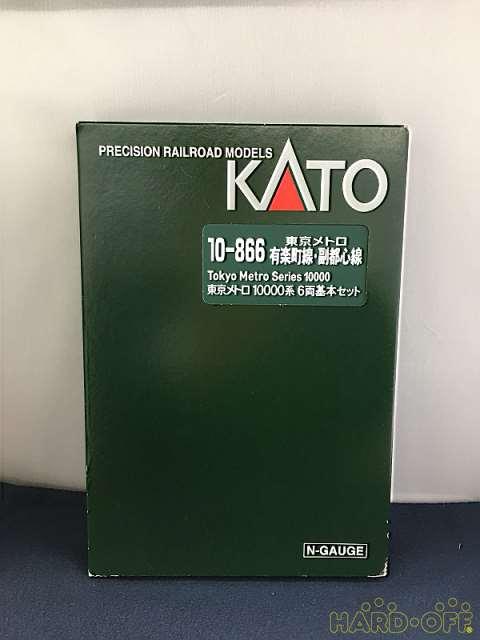 PRECISION RAILROAD MODELS
KATO
10-866 東京メトロ
有楽町線・副都心線
Tokyo Metro Series 10000
東京メトロ10000系 6両基本セット
N-GAUGE
HARD・OFF